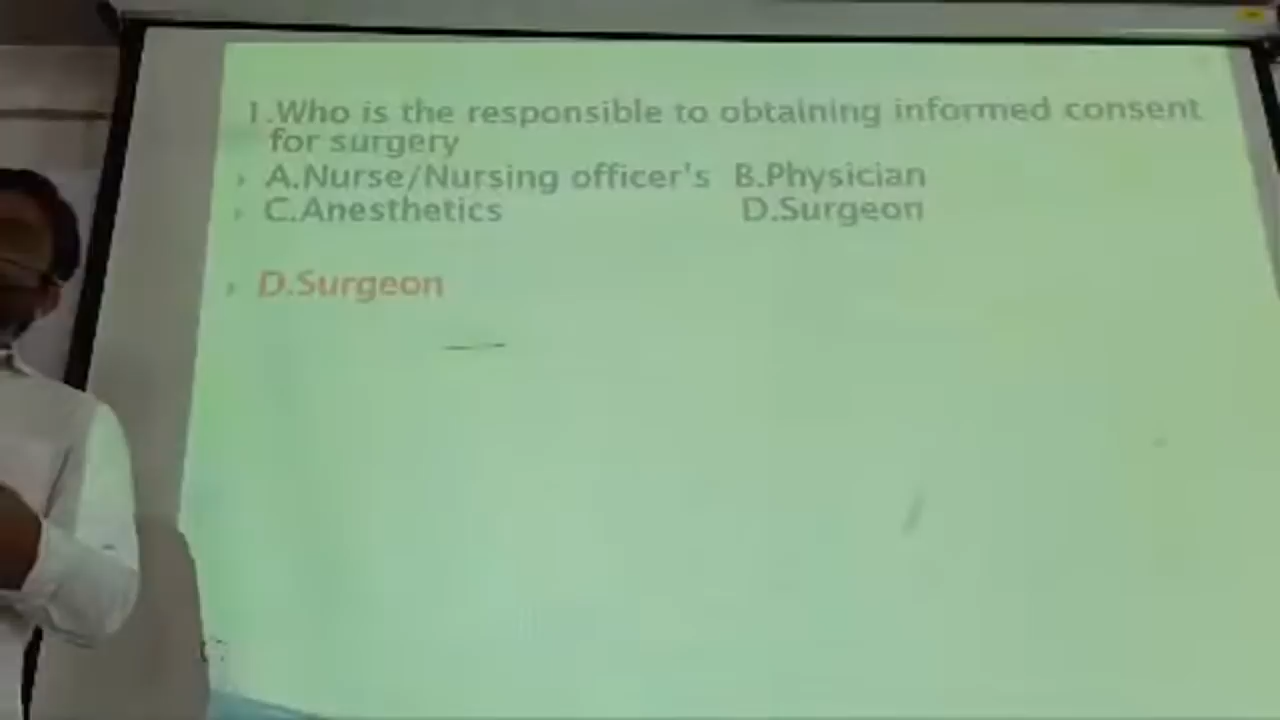 1.Who is the responsible to obtaining informed consent
for surgery
A.Nurse/Nursing officer's B.Physician
C.Anesthetics D.Surgeon
D.Surgeon